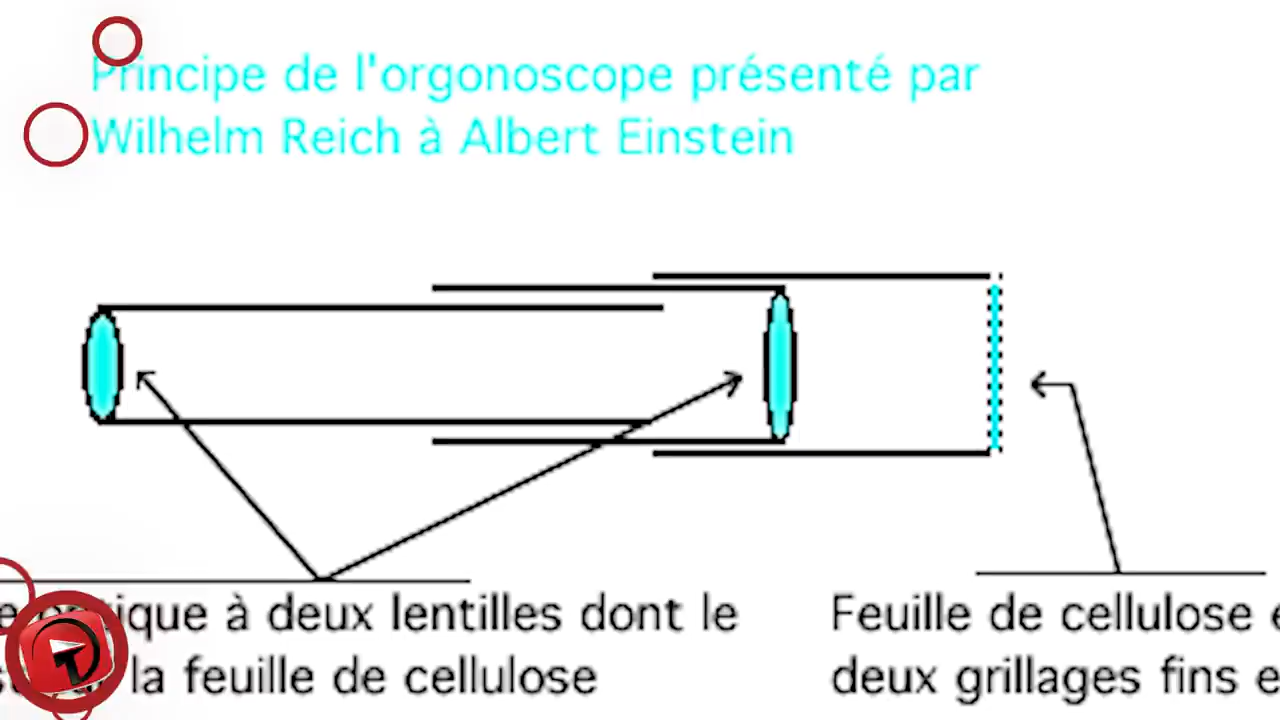 Principe de l'orgonoscope présenté par
Wilhelm Reich à Albert Einstein
à deux lentilles dont le
la feuille de cellulose
Feuille de cellulose
deux grillages fins